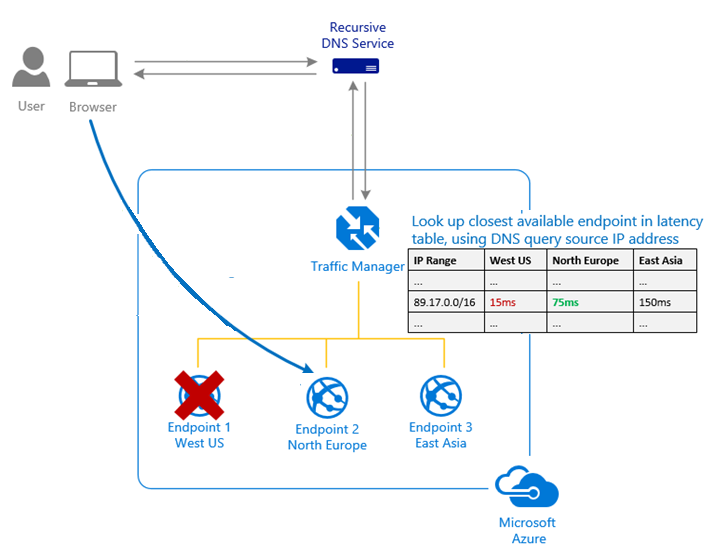 Recursive
DNS Service
User
Browser
Traffic Manager
Look up closest available endpoint in latency
table, using DNS query source IP address
IP Range West US North Europe East Asia
... ... ... ...
89.17.0.0/16 15ms 75ms 150ms
... ... ... ...
Endpoint 1
West US
Endpoint 2
North Europe
Endpoint 3
East Asia
Microsoft
Azure